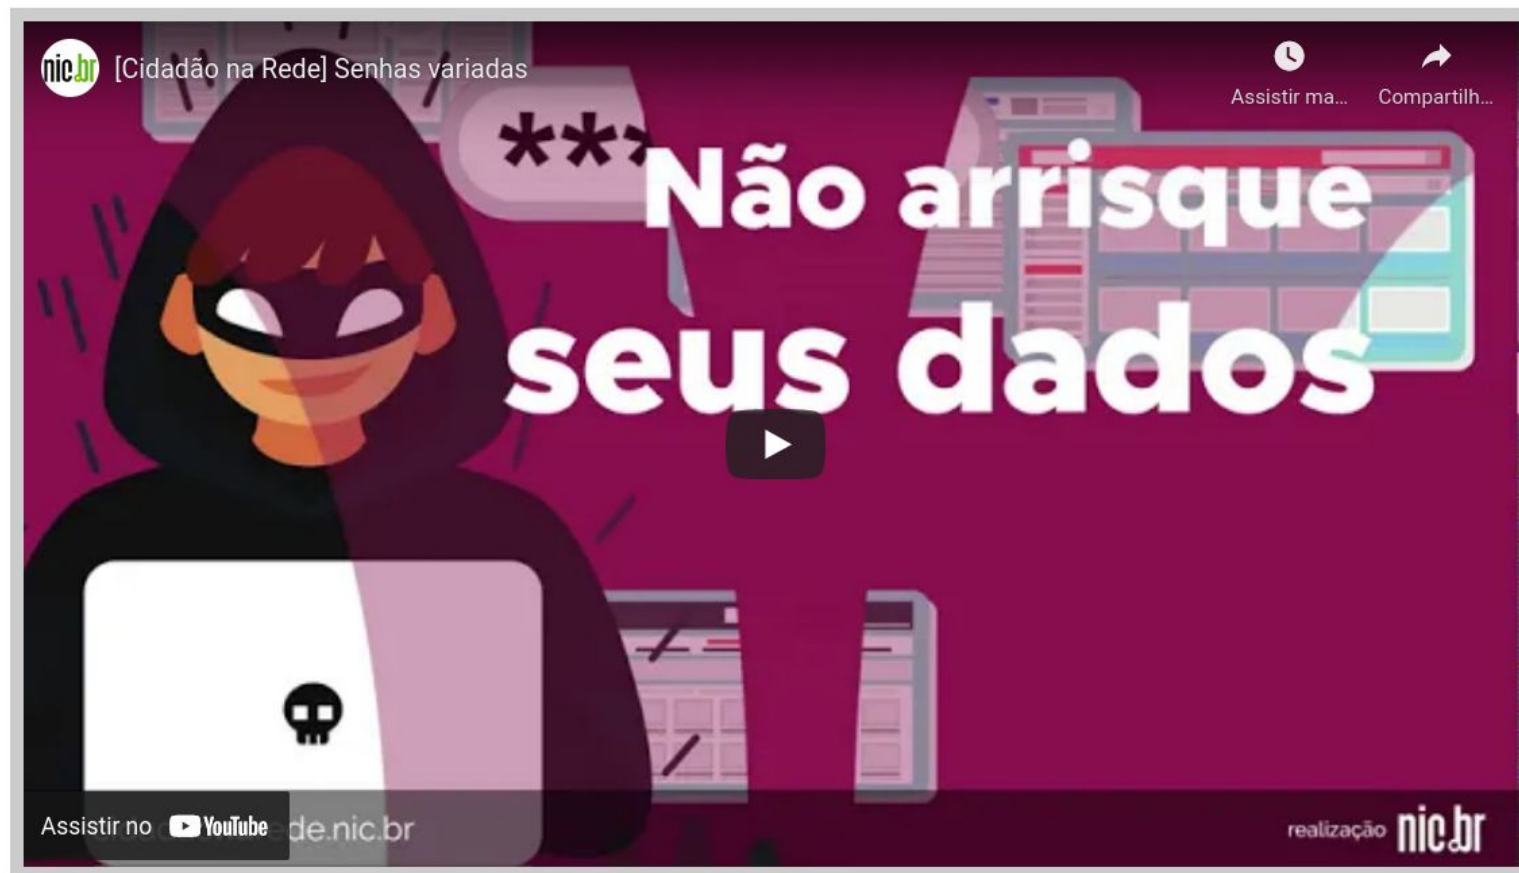 nic.br [Cidadão na Rede] Senhas variadas
Assistir ma... Compartilh...
***
Não arrisque
seus dados
Assistir no YouTube de.nic.br
realização nic.br